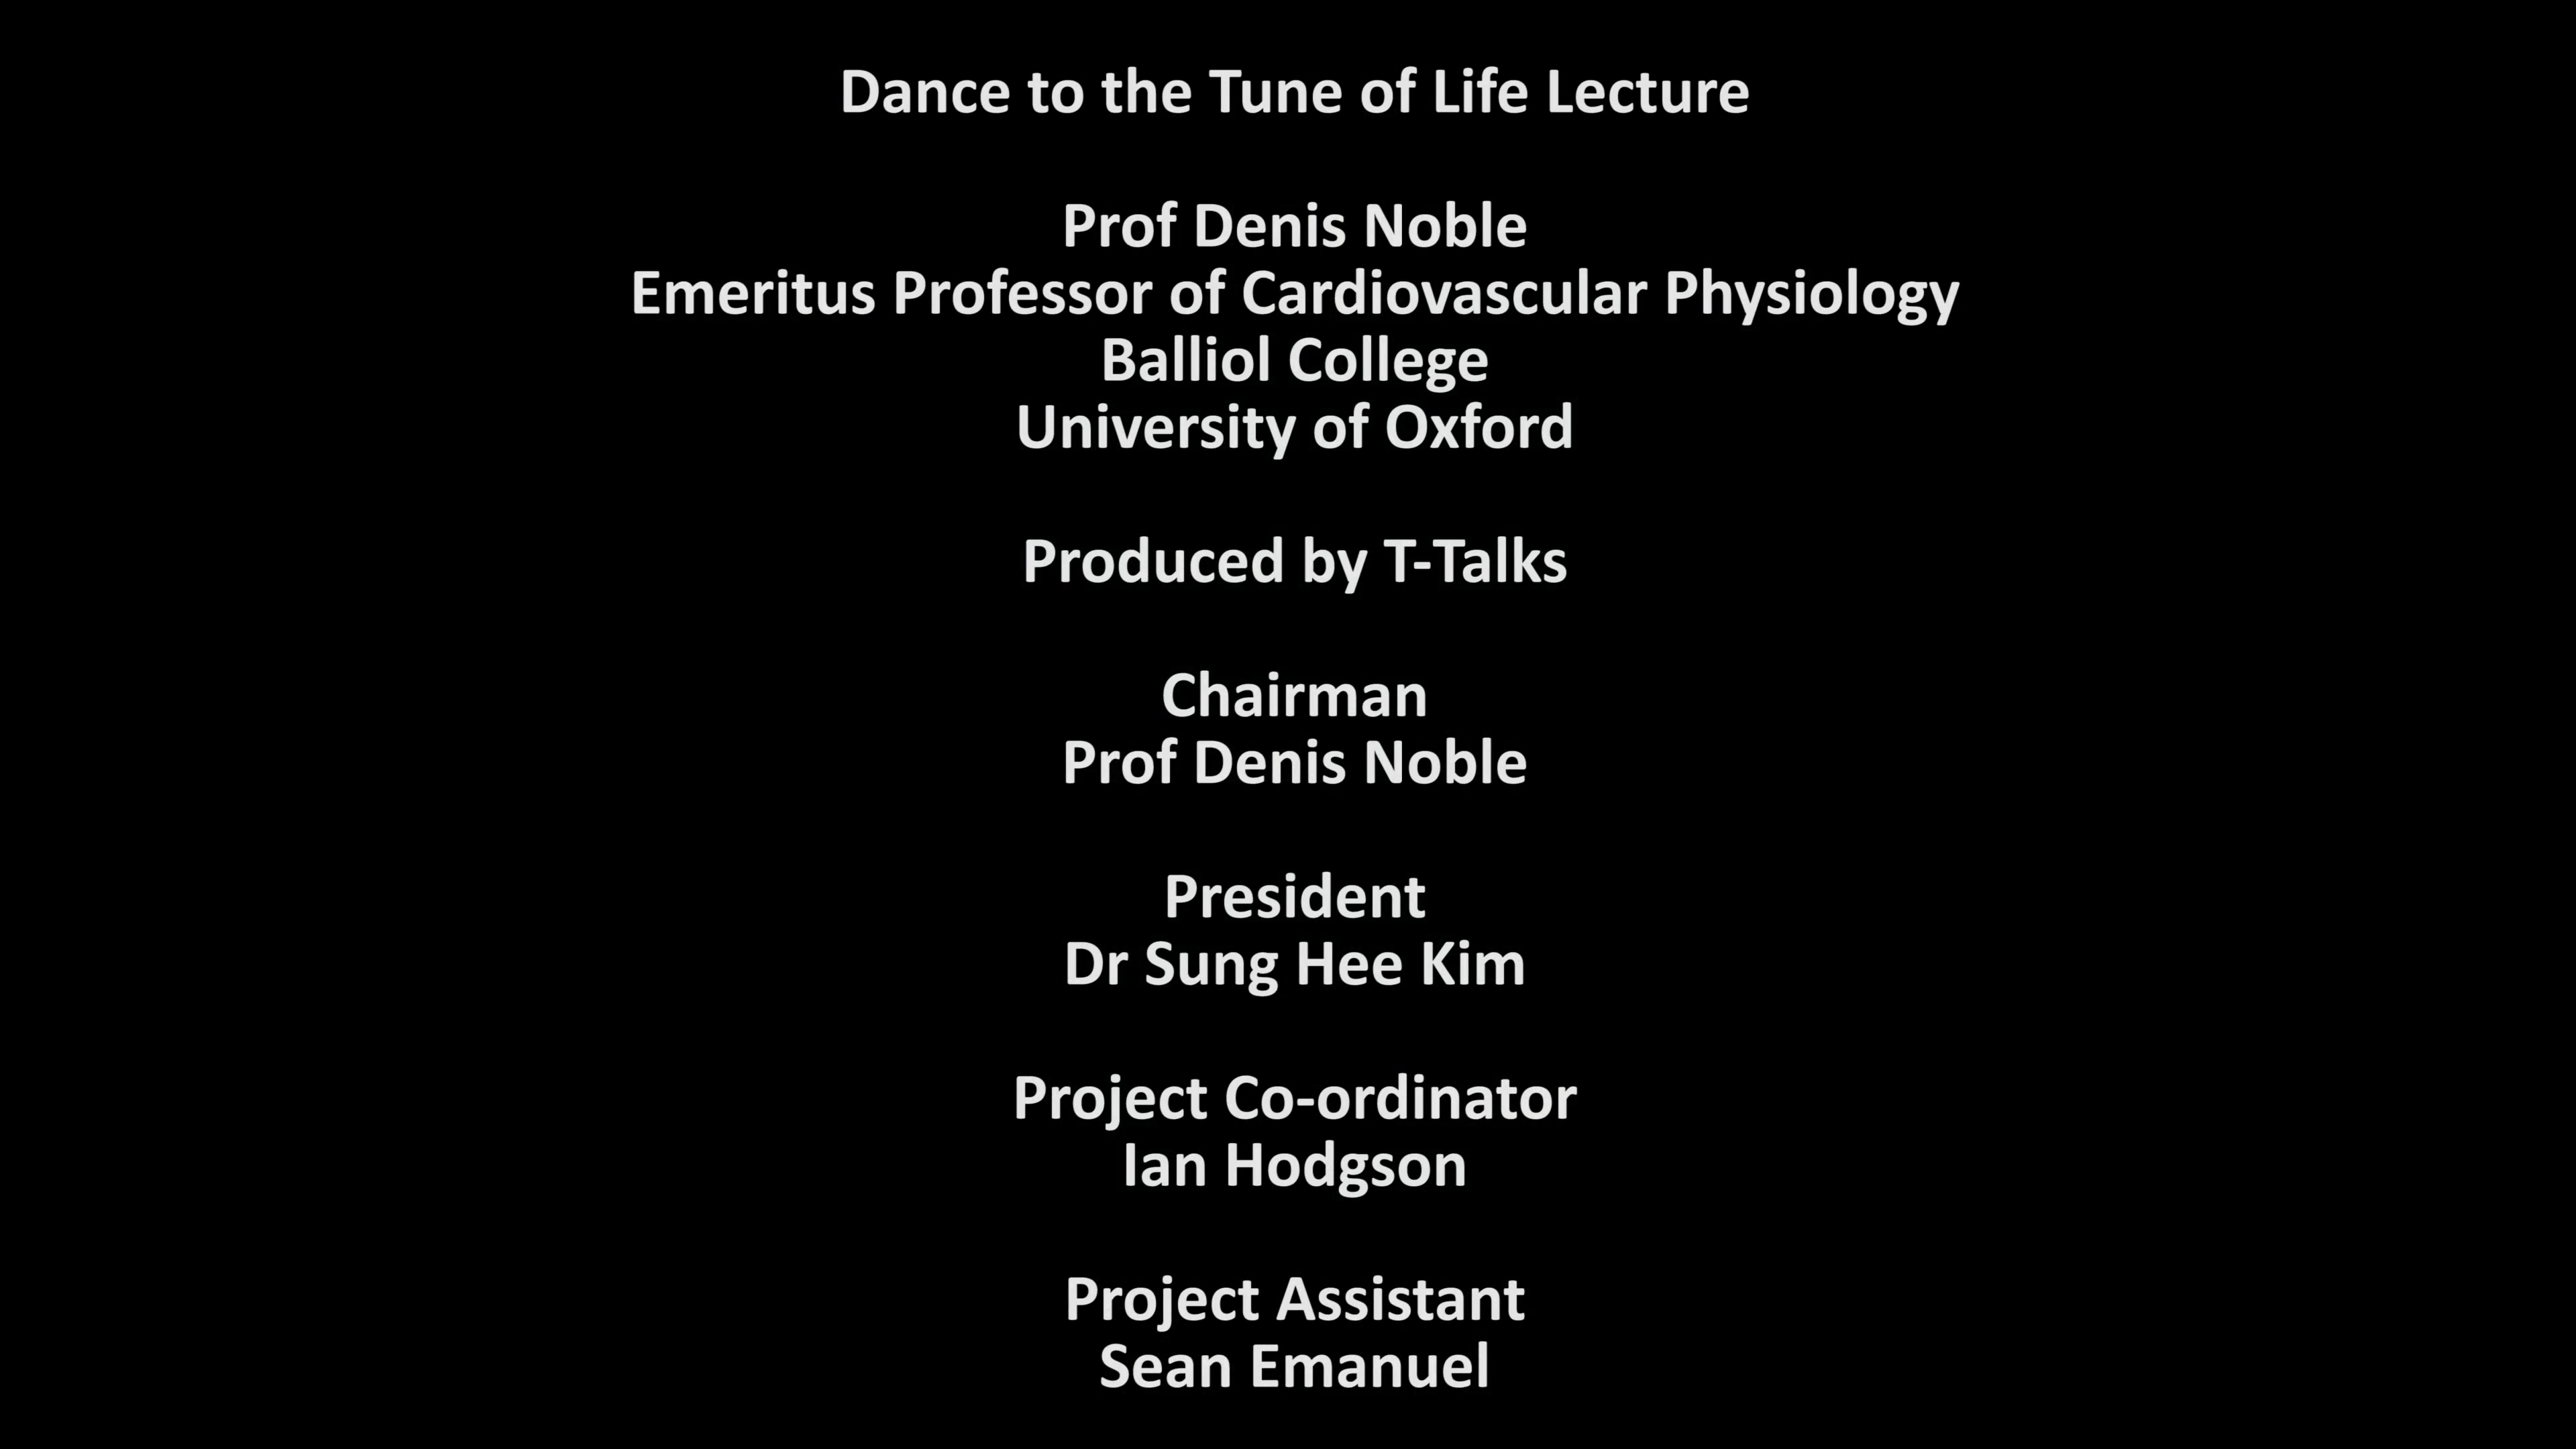 Dance to the Tune of Life Lecture
Prof Denis Noble
Emeritus Professor of Cardiovascular Physiology
Balliol College
University of Oxford
Produced by T-Talks
Chairman
Prof Denis Noble
President
Dr Sung Hee Kim
Project Co-ordinator
Ian Hodgson
Project Assistant
Sean Emanuel